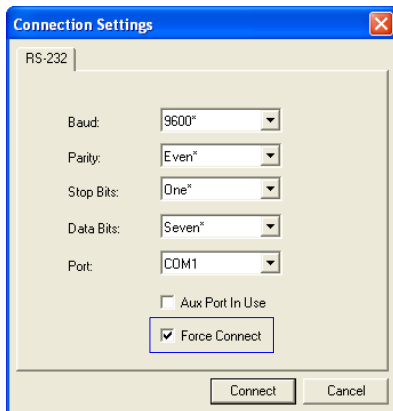 Connection Settings
RS-232
Baud: 9600*
Parity: Even*
Stop Bits: One*
Data Bits: Seven*
Port: COM1
Aux Port In Use
Force Connect
Connect Cancel